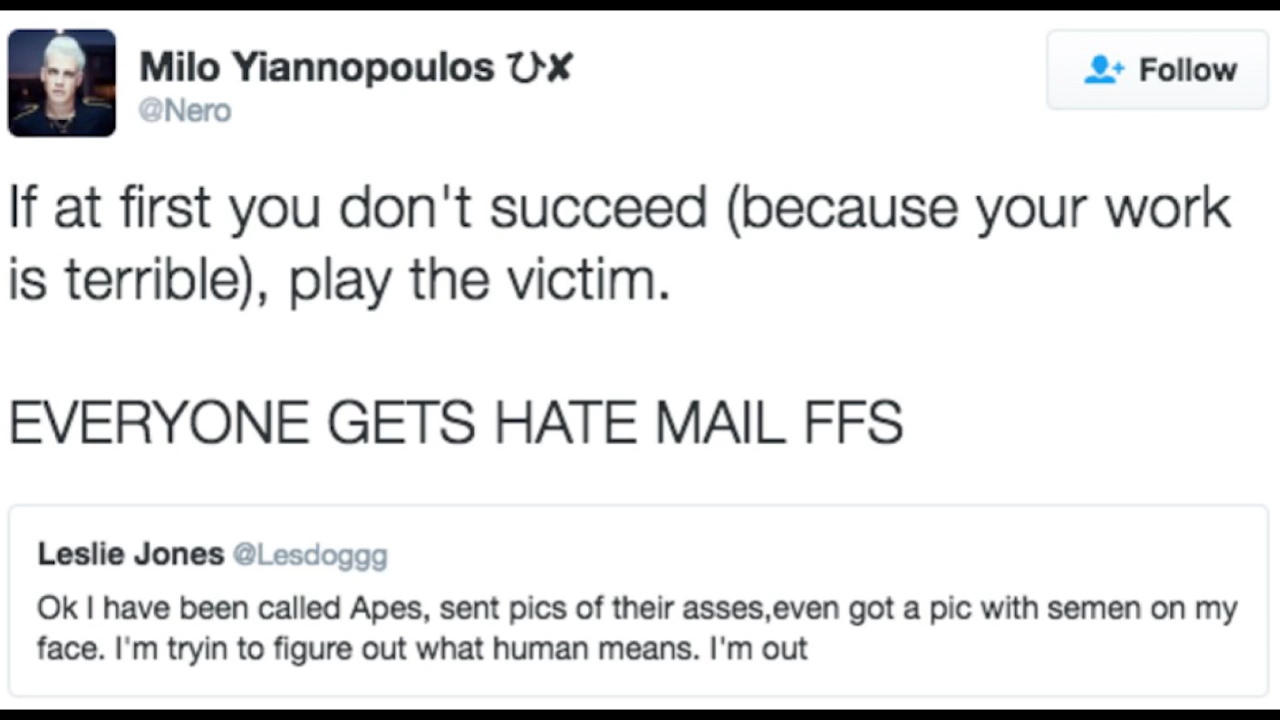 Milo Yiannopoulos ひ✘
@Nero
Follow
If at first you don't succeed (because your work
is terrible), play the victim.
EVERYONE GETS HATE MAIL FFS
Leslie Jones @Lesdoggg
Ok I have been called Apes, sent pics of their asses,even got a pic with semen on my
face. I'm tryin to figure out what human means. I'm out